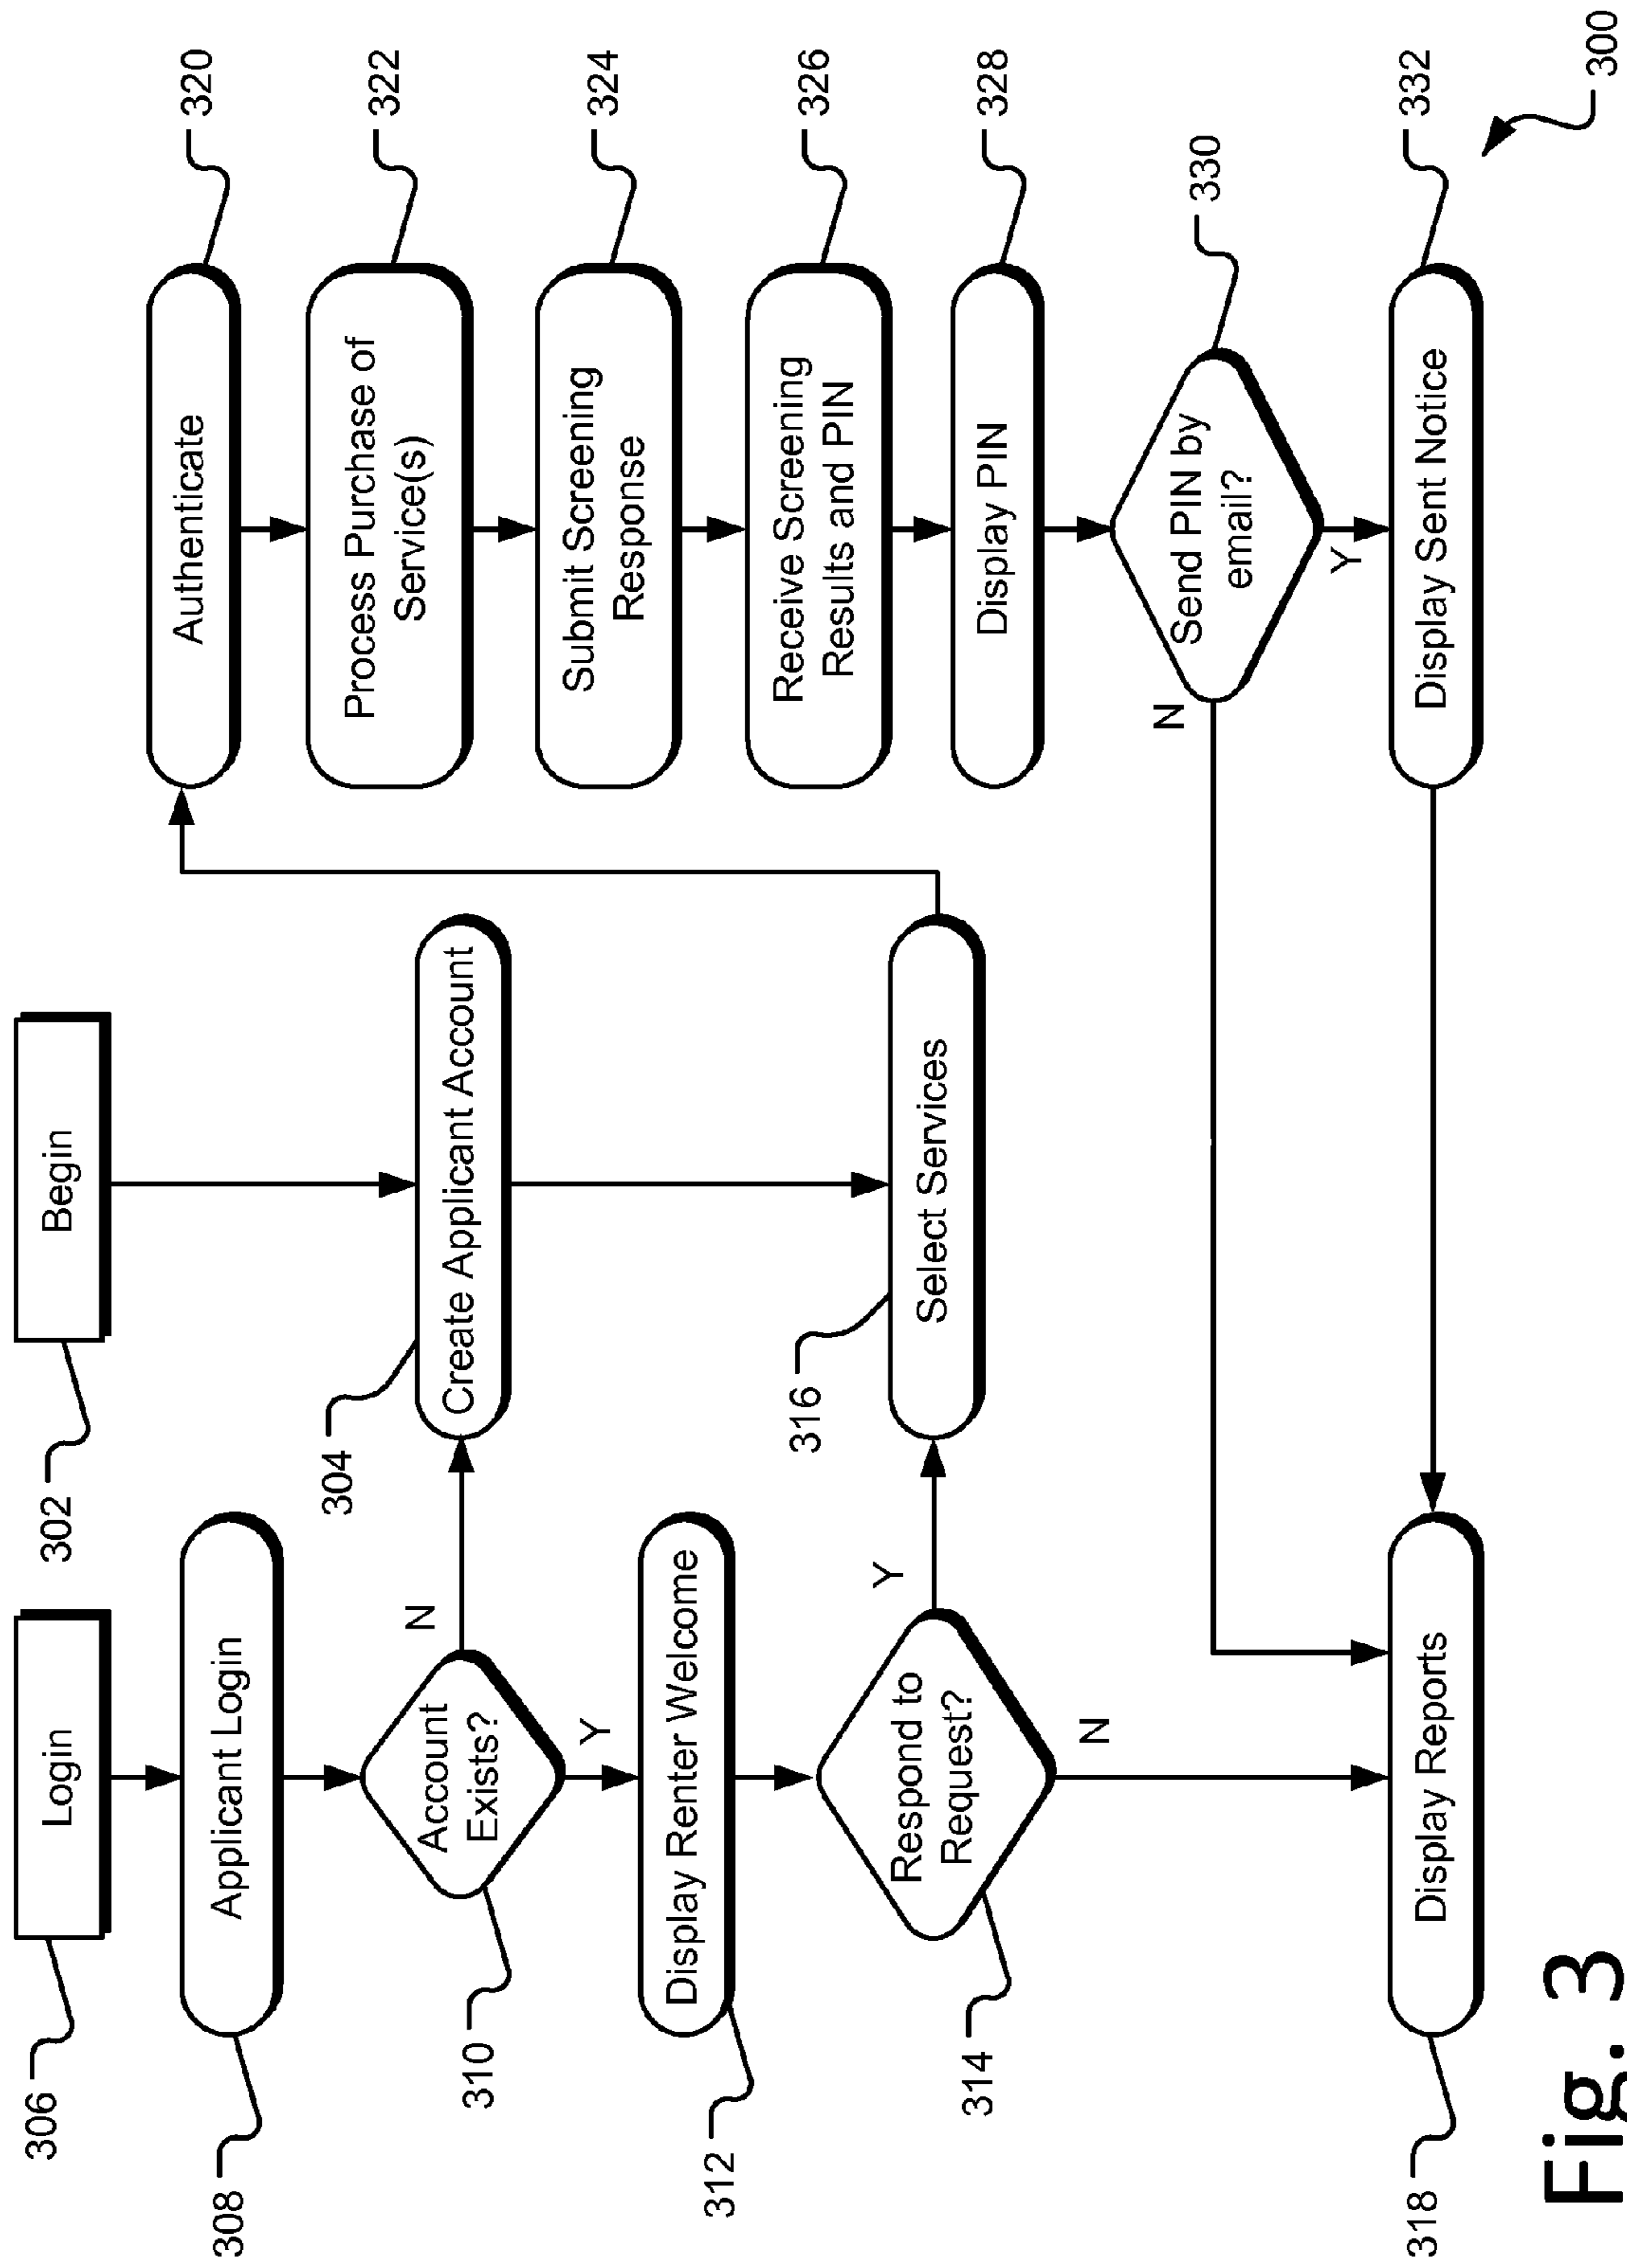 306
Login
302
Begin
308
Applicant Login
310
Account
Exists?
N
Y
304
Create Applicant Account
312
Display Renter Welcome
314
Respond to
Request?
Y
N
316
Select Services
318
Display Reports
Authenticate
320
Process Purchase of
Service(s)
322
Submit Screening
Response
324
Receive Screening
Results and PIN
326
Display PIN
328
Send PIN by
email?
330
N
Y
Display Sent Notice
332
300
Fig. 3